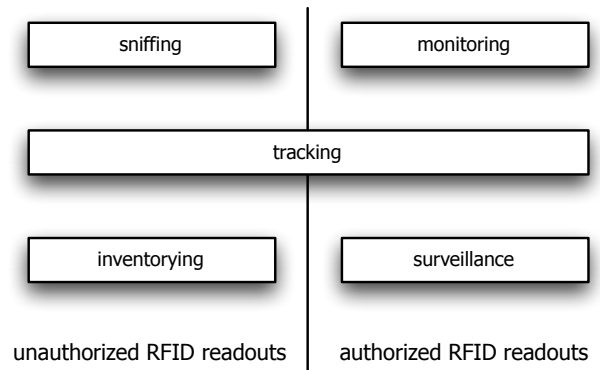 sniffing
monitoring
tracking
inventorying
surveillance
unauthorized RFID readouts
authorized RFID readouts